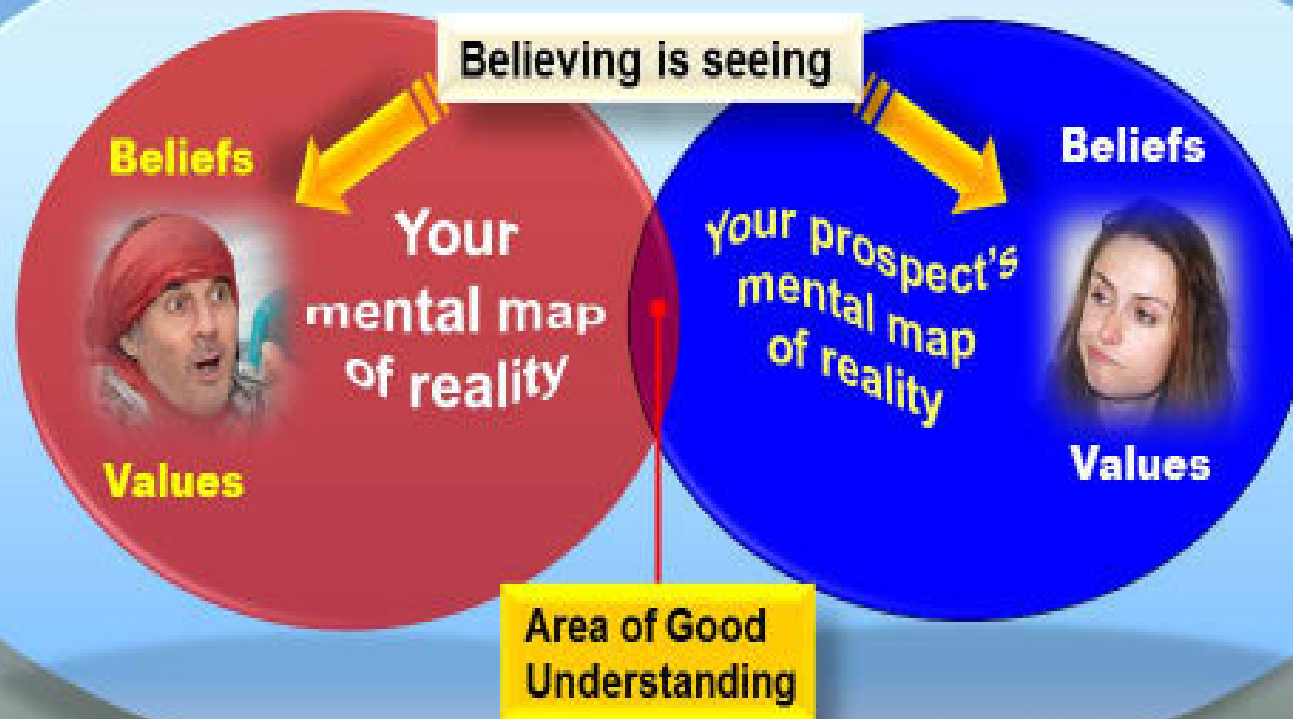 Believing is seeing
Beliefs
Your
mental map
of reality
Values
Your prospect's
mental map
of reality
Beliefs
Values
Area of Good
Understanding